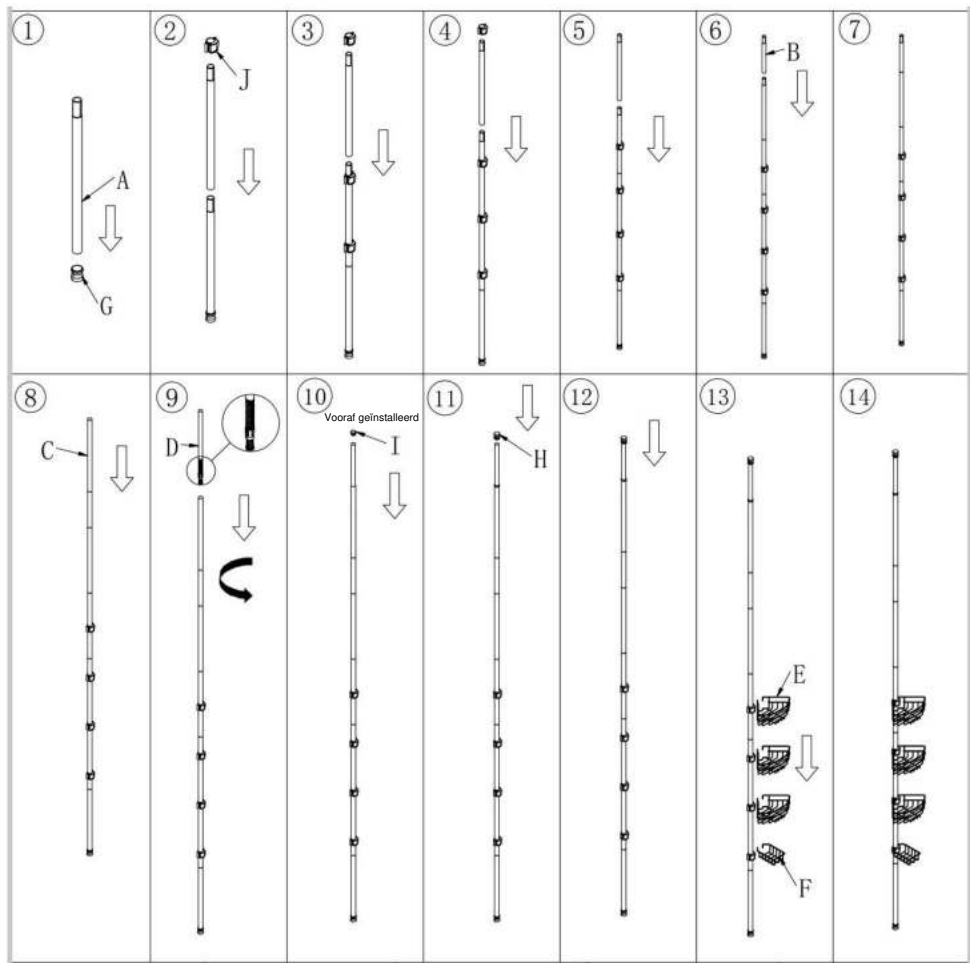 ①
A
G
②
J
③
④
⑤
⑥
B
⑦
⑧
C
⑨
D
⑩
Vooraf geïnstalleerd
I
⑪
H
⑫
⑬
E
F
⑭